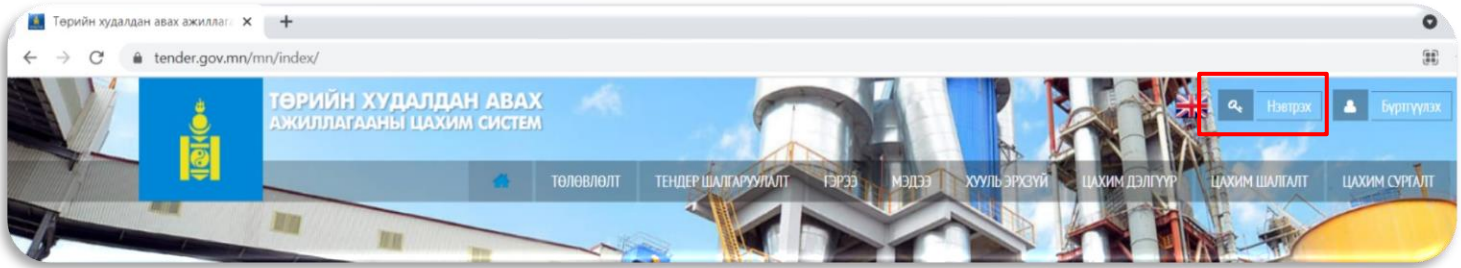 Төрийн худалдан авах ажиллага
tender.gov.mn/mn/index/
ТӨРИЙН ХУДАЛДАН АВАХ
АЖИЛЛАГААНЫ ЦАХИМ СИСТЕМ
Нэвтрэх
Бүртгүүлэх
ТӨЛӨВЛӨЛТ ТЕНДЕР ШАЛГАРУУЛАЛТ ГЭРЭЭ МЭДЭЭ ХУУЛЬ ЭРХЗҮЙ ЦАХИМ ДЭЛГҮҮР ЦАХИМ ШАЛГАЛТ ЦАХИМ СУРГАЛТ